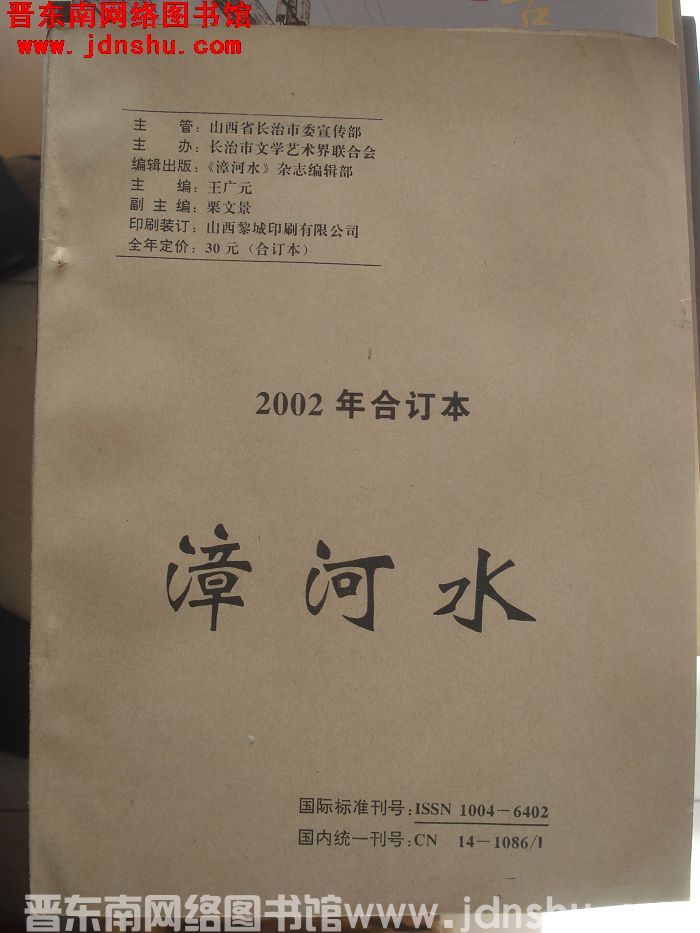 晋东南网络图书馆
www.jdnshu.com
主 管：山西省长治市委宣传部
主 办：长治市文学艺术界联合会
编辑出版：《漳河水》杂志编辑部
主 编：王广元
副 主 编：栗文景
印刷装订：山西黎城印刷有限公司
全年定价：30元（合订本）
2002年合订本
漳河水
国际标准刊号：ISSN 1004－6402
国内统一刊号：CN 14－1086/I
晋东南网络图书馆www.jdnshu.com